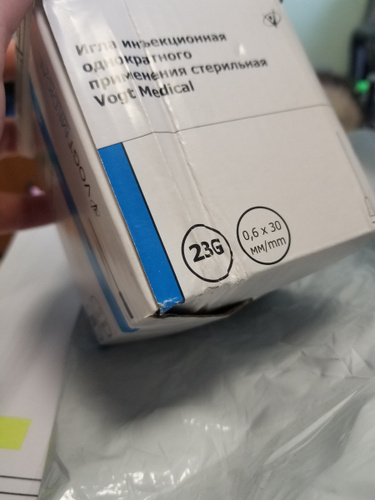 Игла инъекционная
однократного
применения стерильная
Vogt Medical
23G
0,6 x 30
мм/mm